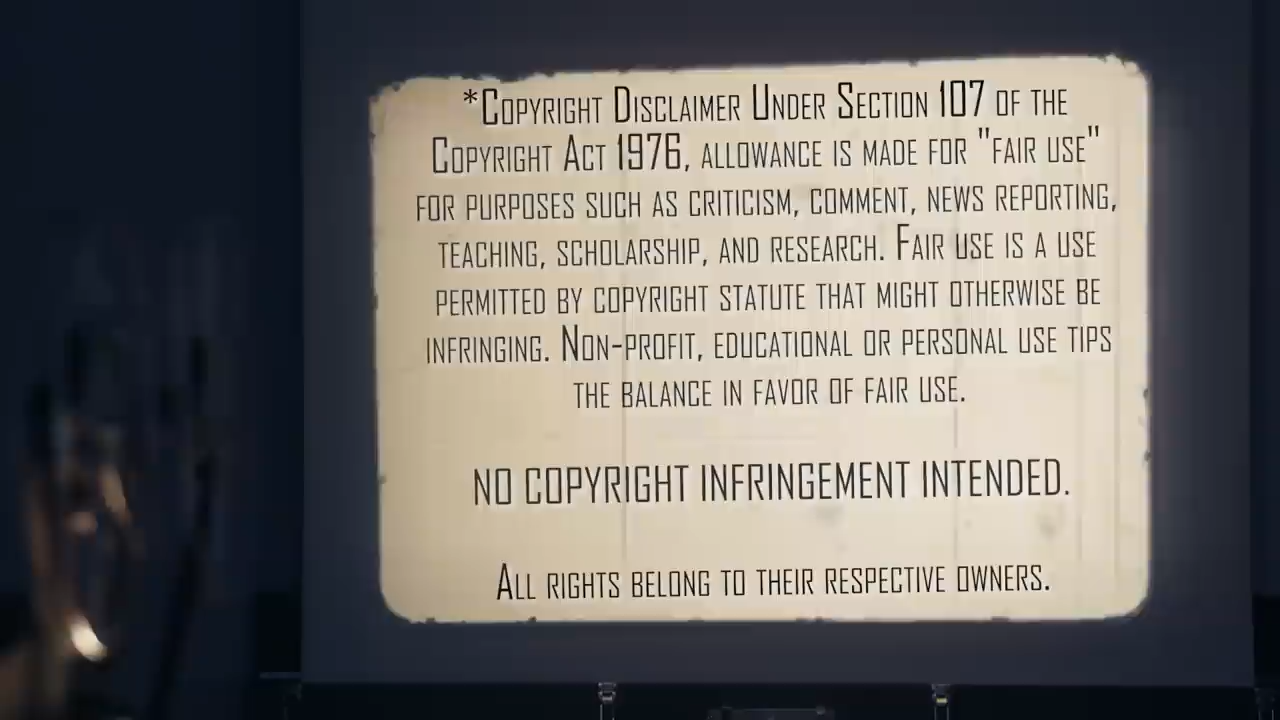 *Copyright Disclaimer Under Section 107 of the
Copyright Act 1976, allowance is made for "fair use"
for purposes such as criticism, comment, news reporting,
teaching, scholarship, and research. Fair use is a use
permitted by copyright statute that might otherwise be
infringing. Non-profit, educational or personal use tips
the balance in favor of fair use.
NO COPYRIGHT INFRINGEMENT INTENDED.
All rights belong to their respective owners.